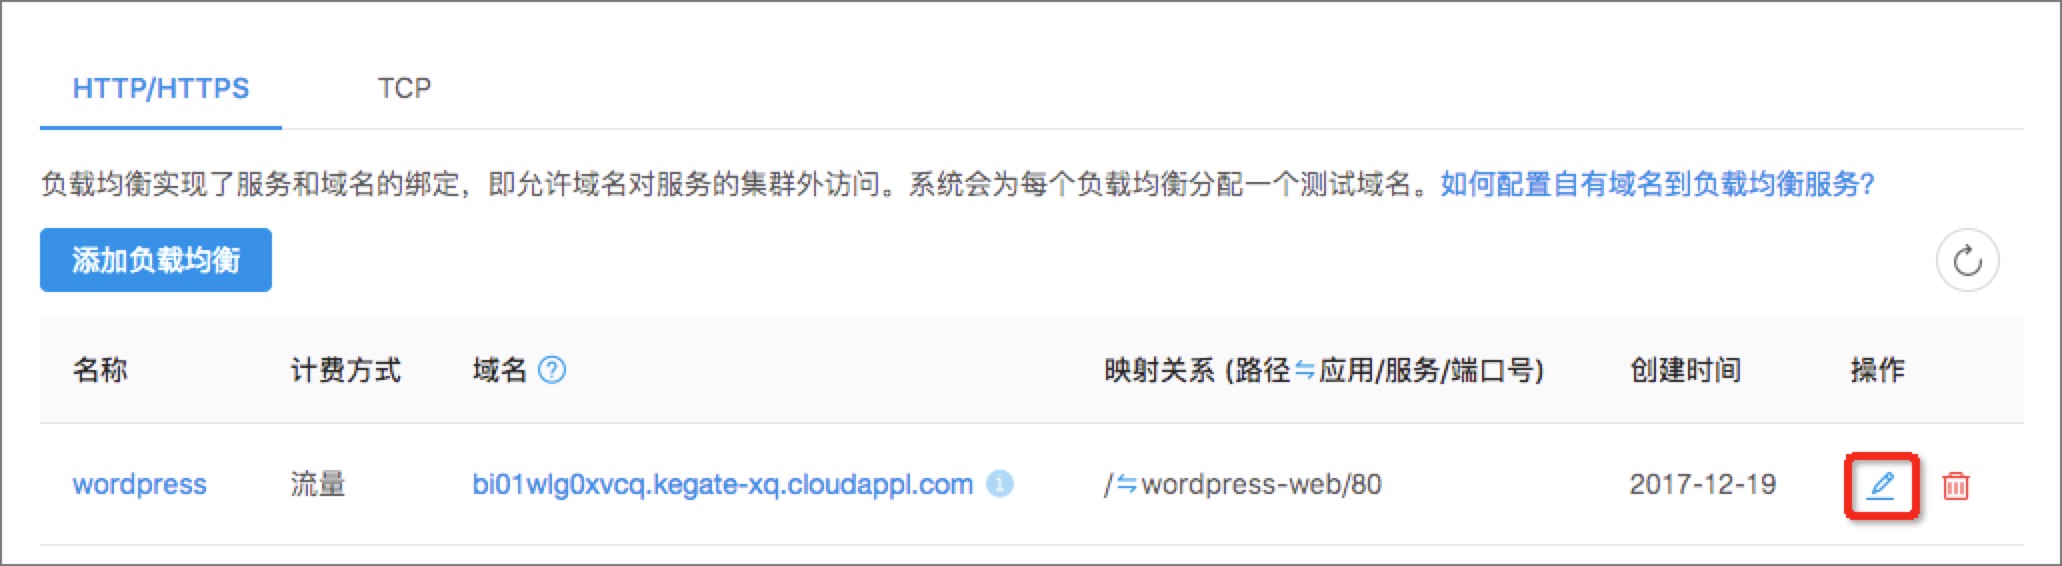 HTTP/HTTPS TCP
负载均衡实现了服务和域名的绑定，即允许域名对服务的集群外访问。系统会为每个负载均衡分配一个测试域名。如何配置自有域名到负载均衡服务?
添加负载均衡
名称 计费方式 域名 ? 映射关系 (路径⇋应用/服务/端口号) 创建时间 操作
wordpress 流量 bi01wlg0xvcq.kegate-xq.cloudappl.com i /⇋wordpress-web/80 2017-12-19